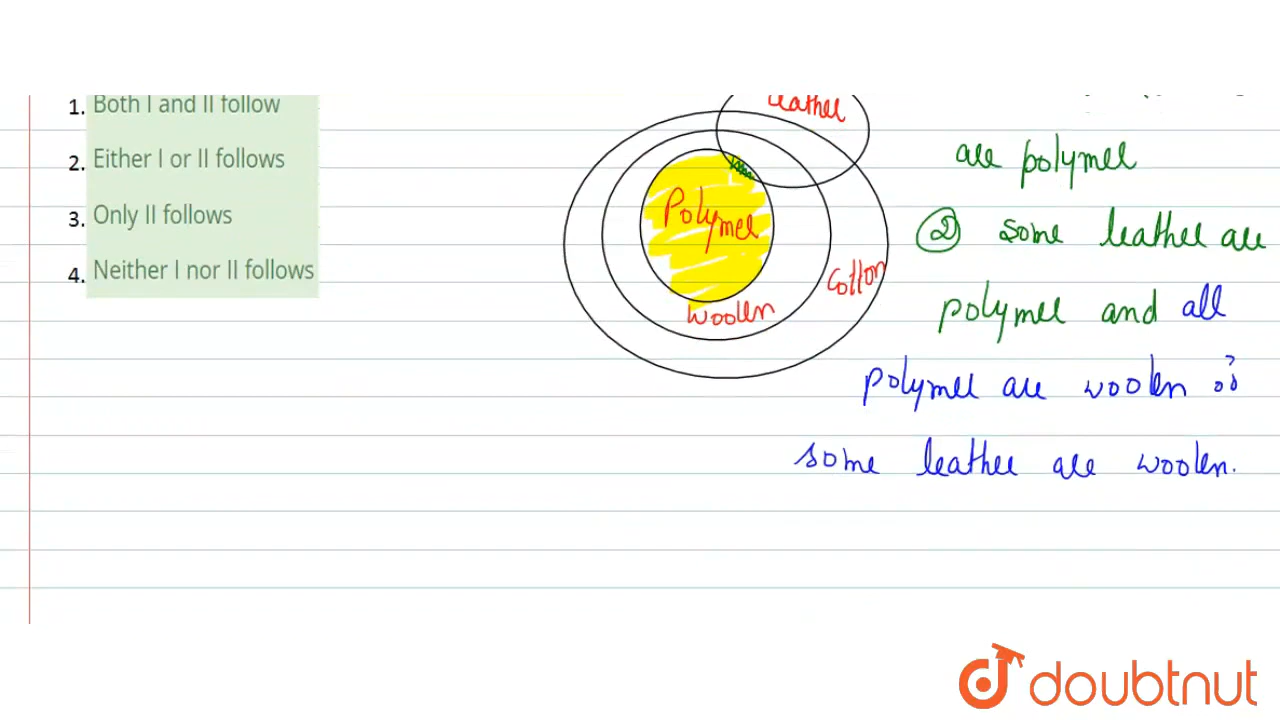 1. Both I and II follow
2. Either I or II follows
3. Only II follows
4. Neither I nor II follows
leather
Polymer
woolen
cotton
are polymer
② some leather are
polymer and all
polymer are woolen
some leather are woolen.
doubtnut